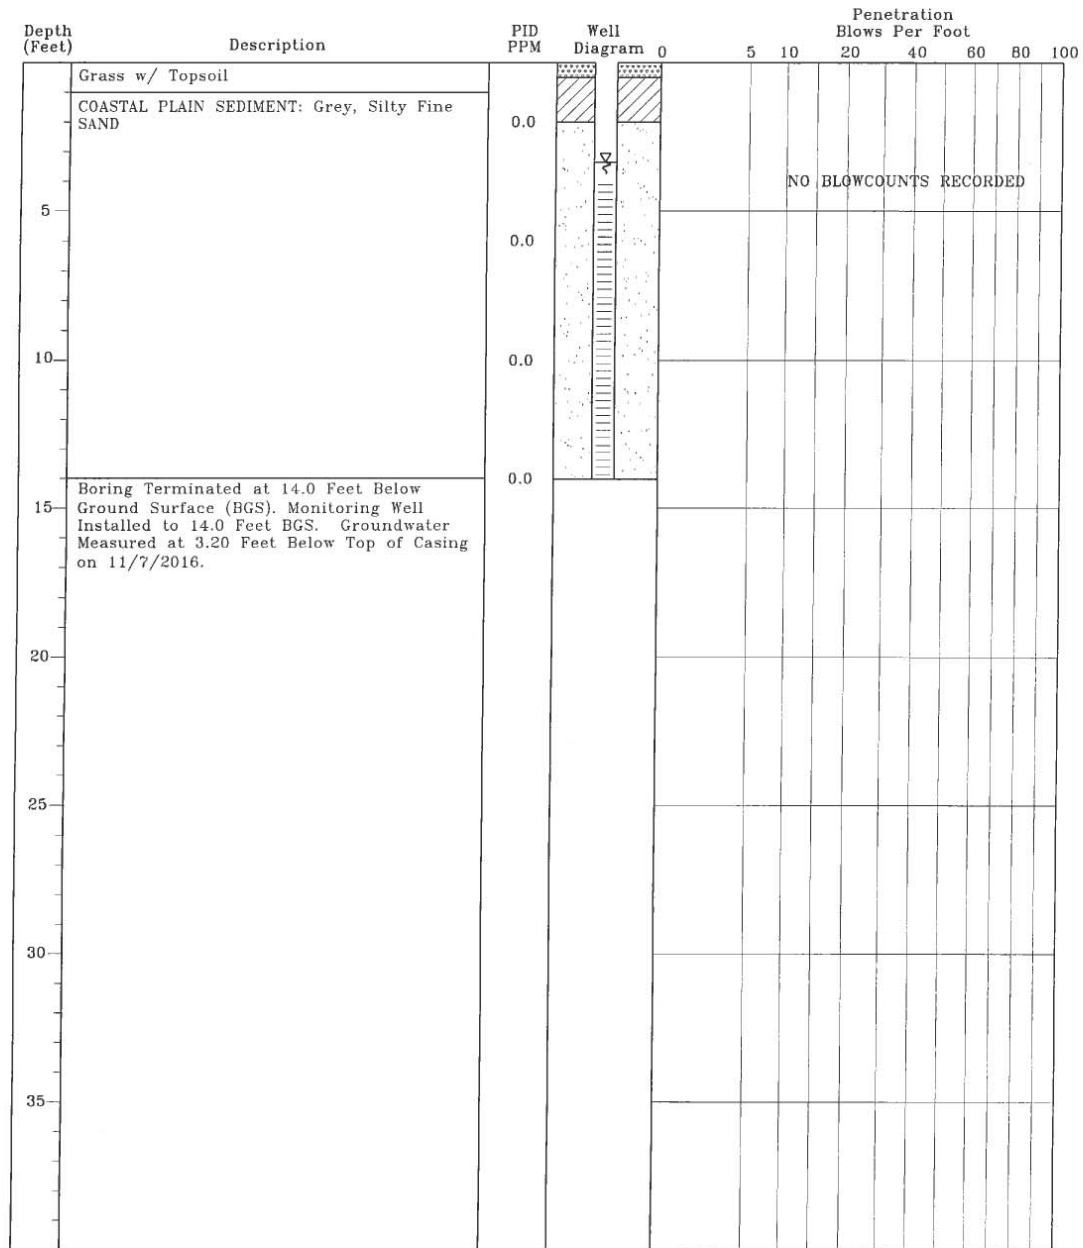 Depth
(Feet)
Description
PID
PPM
Well
Diagram
Penetration
Blows Per Foot
0 5 10 20 40 60 80 100
Grass w/ Topsoil
COASTAL PLAIN SEDIMENT: Grey, Silty Fine
SAND
0.0
NO BLOWCOUNTS RECORDED
5
0.0
10
0.0
0.0
Boring Terminated at 14.0 Feet Below
Ground Surface (BGS). Monitoring Well
Installed to 14.0 Feet BGS. Groundwater
Measured at 3.20 Feet Below Top of Casing
on 11/7/2016.
15
20
25
30
35